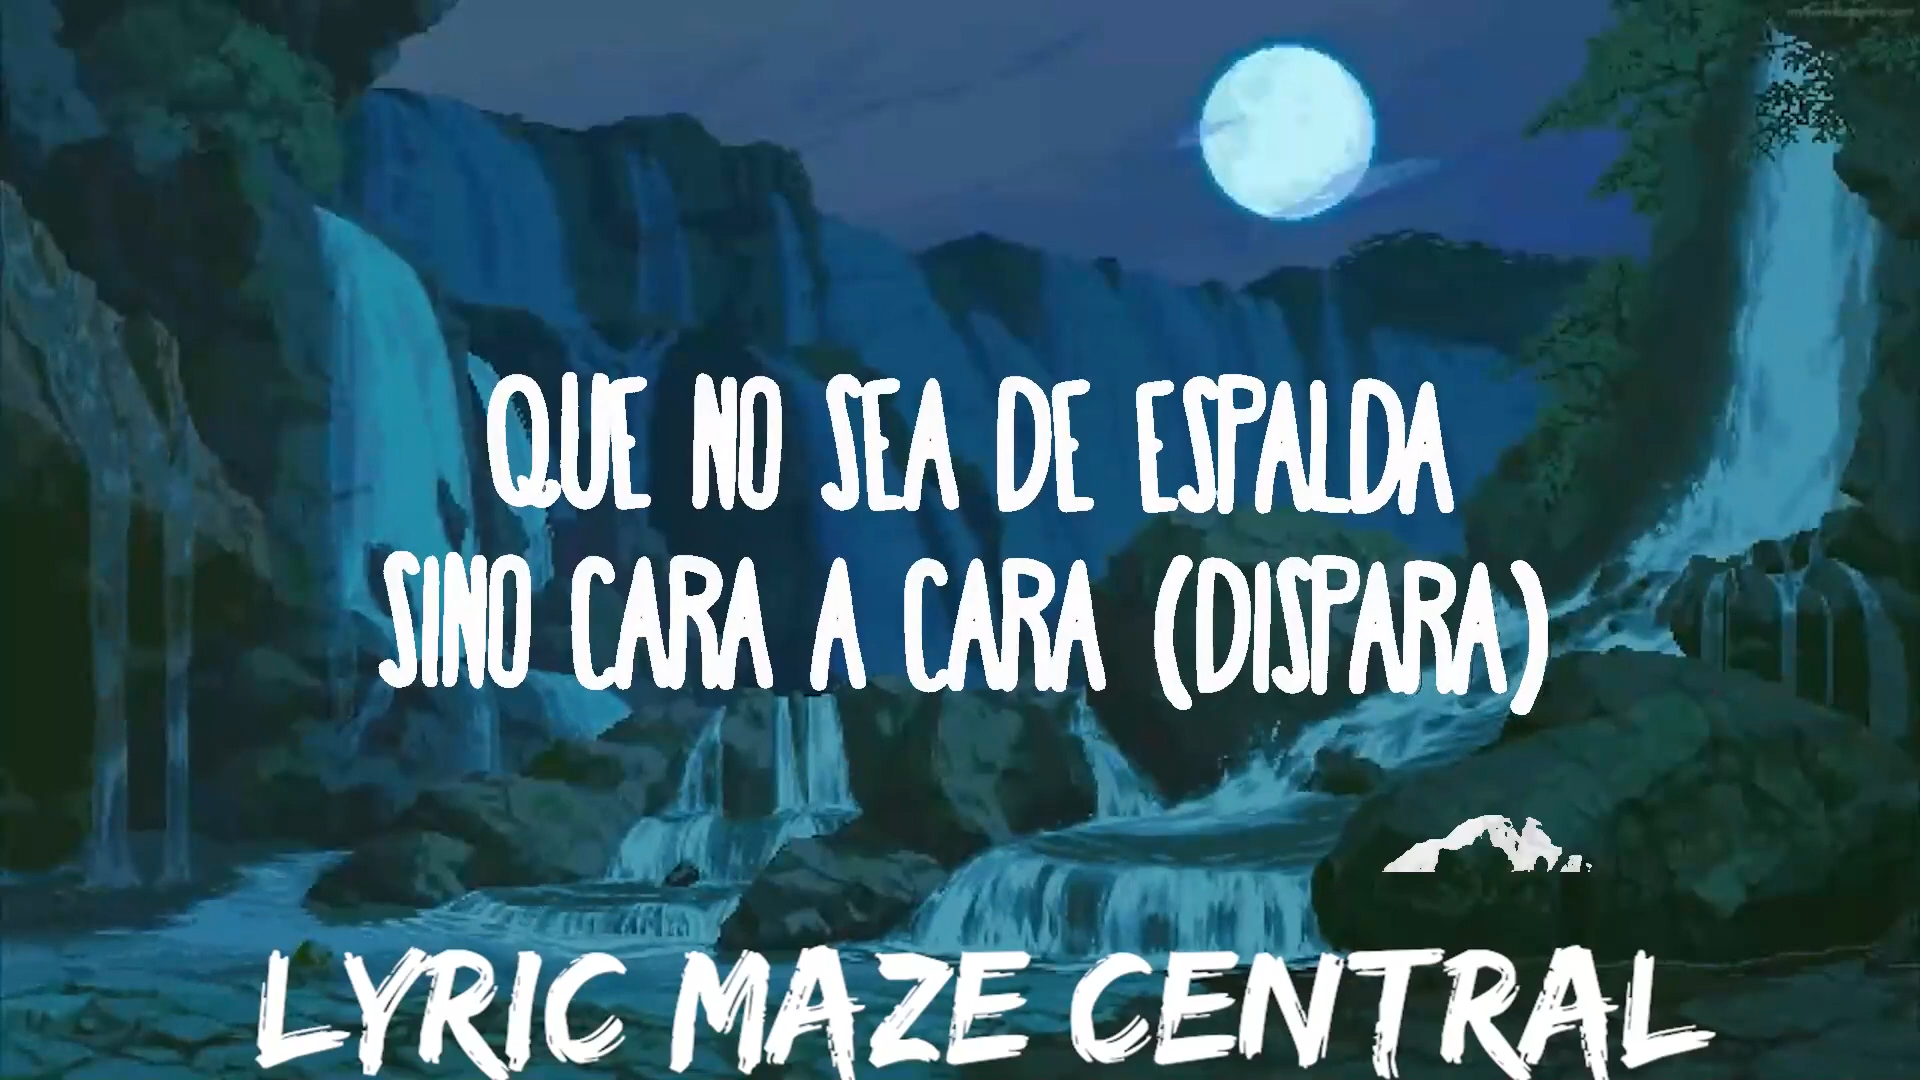 QUE NO SEA DE ESPALDA
SINO CARA A CARA (DISPARA)
LYRIC MAZE CENTRAL